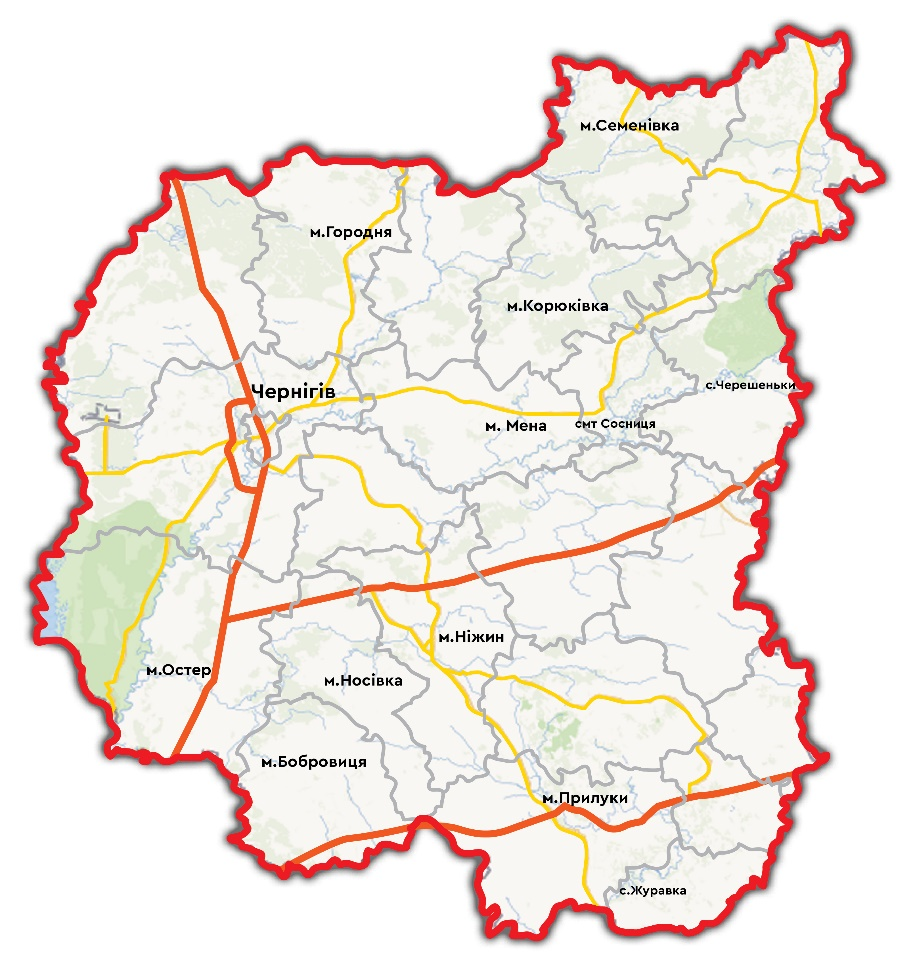 м.Семенівка
м.Городня
м.Корюківка
с.Черешеньки
Чернігів
м. Мена
смт Сосниця
м.Ніжин
м.Остер
м.Носівка
м.Бобровиця
м.Прилуки
с.Журавка